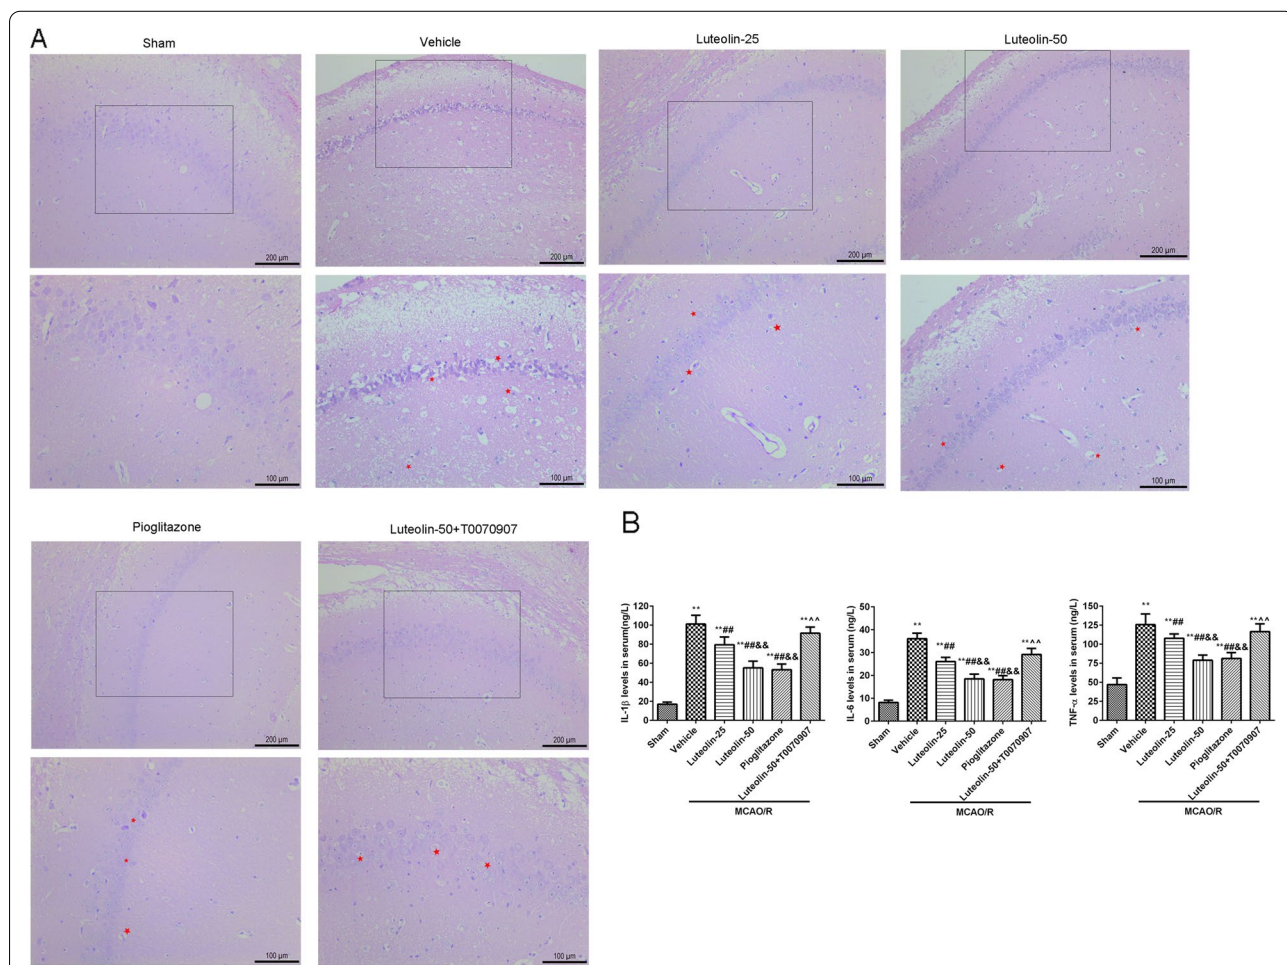 A
Sham
Vehicle
Luteolin-25
Luteolin-50
200 µm
200 µm
200 µm
200 µm
100 µm
100 µm
100 µm
100 µm
Pioglitazone
Luteolin-50+T0070907
200 µm
200 µm
100 µm
100 µm
B
IL-1β levels in serum(ng/L)
120
100
80
60
40
20
0
**
**##
**##&&
**##&&
**^^
Sham
Vehicle
Luteolin-25
Luteolin-50
Pioglitazone
Luteolin-50+T0070907
MCAO/R
IL-6 levels in serum (ng/L)
50
40
30
20
10
0
**
**##
**##&&
**##&&
**^^
Sham
Vehicle
Luteolin-25
Luteolin-50
Pioglitazone
Luteolin-50+T0070907
MCAO/R
TNF-α levels in serum (ng/L)
150
125
100
75
50
25
0
**
**##
**##&&
**##&&
**^^
Sham
Vehicle
Luteolin-25
Luteolin-50
Pioglitazone
Luteolin-50+T0070907
MCAO/R